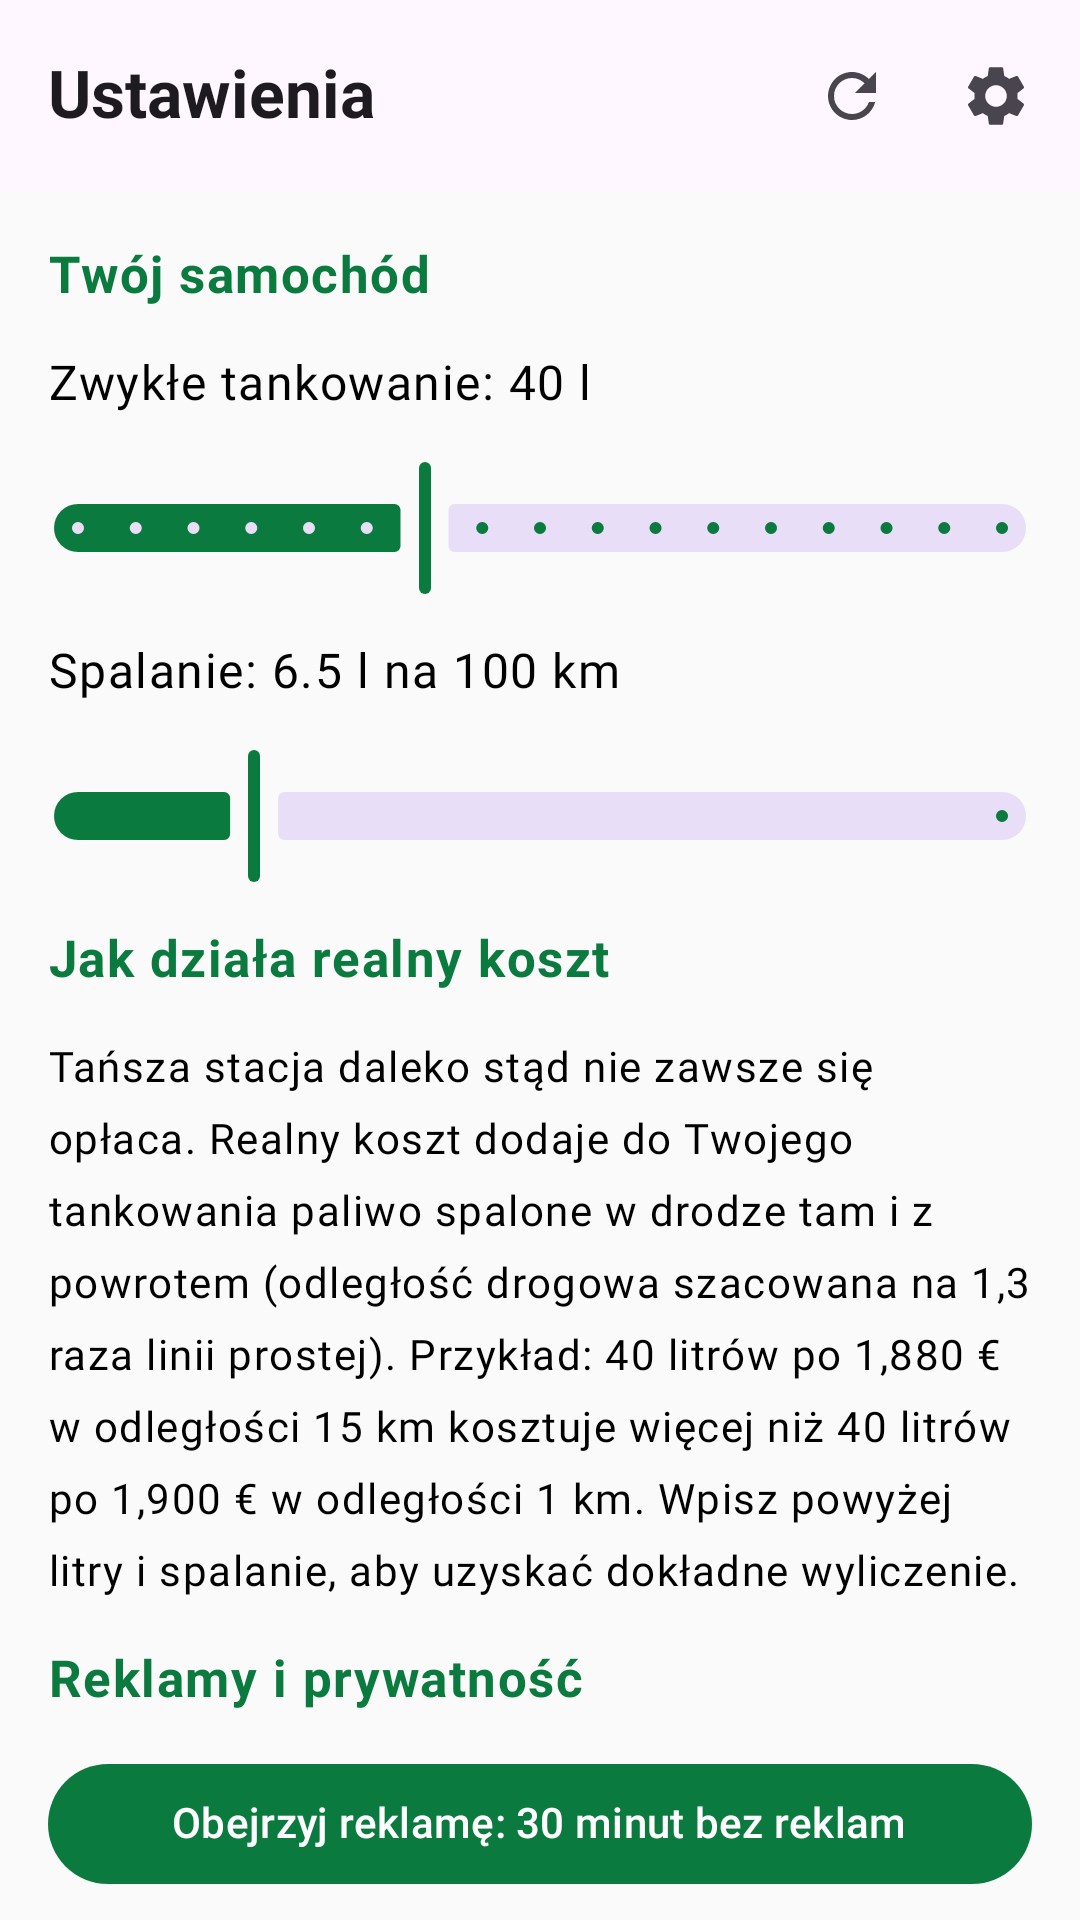 Ustawienia
Twój samochód
Zwykłe tankowanie: 40 l
Spalanie: 6.5 l na 100 km
Jak działa realny koszt
Tańsza stacja daleko stąd nie zawsze się
opłaca. Realny koszt dodaje do Twojego
tankowania paliwo spalone w drodze tam i z
powrotem (odległość drogowa szacowana na 1,3
raza linii prostej). Przykład: 40 litrów po 1,880 €
w odległości 15 km kosztuje więcej niż 40 litrów
po 1,900 € w odległości 1 km. Wpisz powyżej
litry i spalanie, aby uzyskać dokładne wyliczenie.
Reklamy i prywatność
Obejrzyj reklamę: 30 minut bez reklam